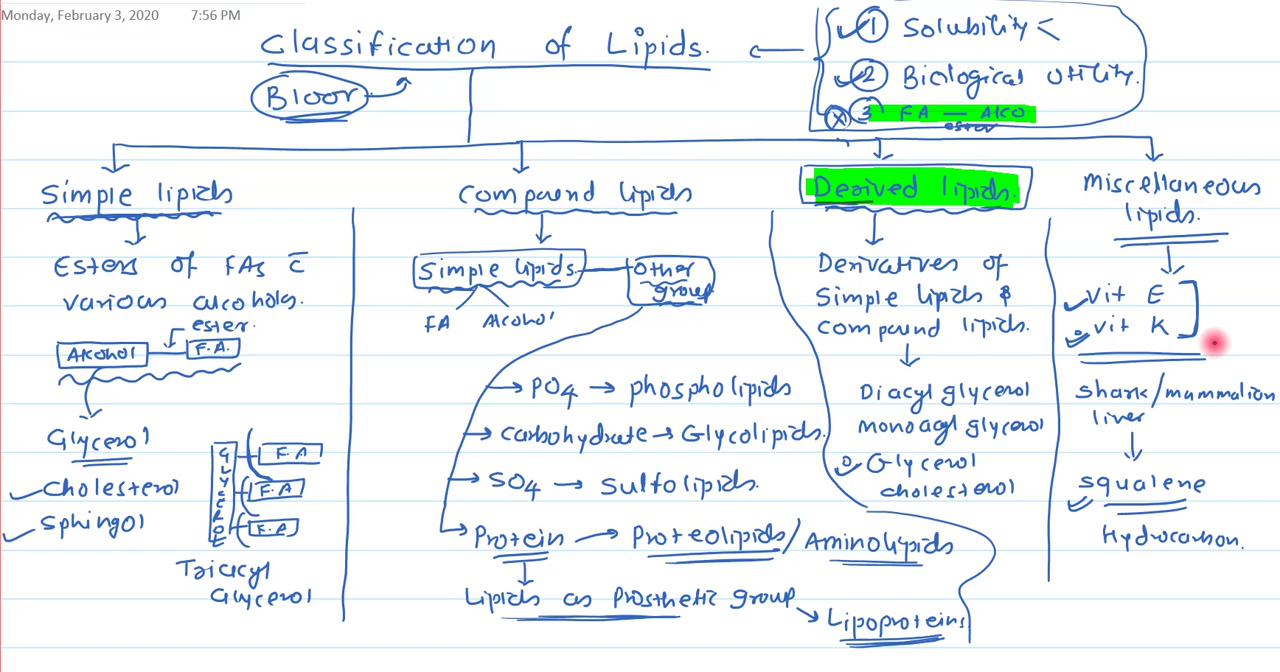 Monday, February 3, 2020 7:56 PM
Classification of Lipids.
Bloor
① Solubility <
② Biological Utility.
ⓧ ③ FA — Alco
ester
Simple lipids
Esters of FAs c̄
various alcohols.
ester.
Alcohol F.A.
Glycerol
Cholesterol
Sphingol
GLYCEROL
F.A
F.A
F.A
Triacyl
Glycerol
Compound lipids
Simple lipids Other
group
FA Alcohol
PO4 → phospholipids
Carbohydrate → Glycolipids.
SO4 → Sulfolipids.
Protein → Proteolipids/Aminolipids
Lipids as Prosthetic group
Lipoproteins
Derived lipids.
Derivatives of
Simple lipids &
compound lipids.
Diacyl glycerol
monoacyl glycerol
Glycerol
cholesterol
Miscellaneous
lipids.
Vit E
Vit K
Shark/mammalion
liver
Squalene
Hydrocarbon.